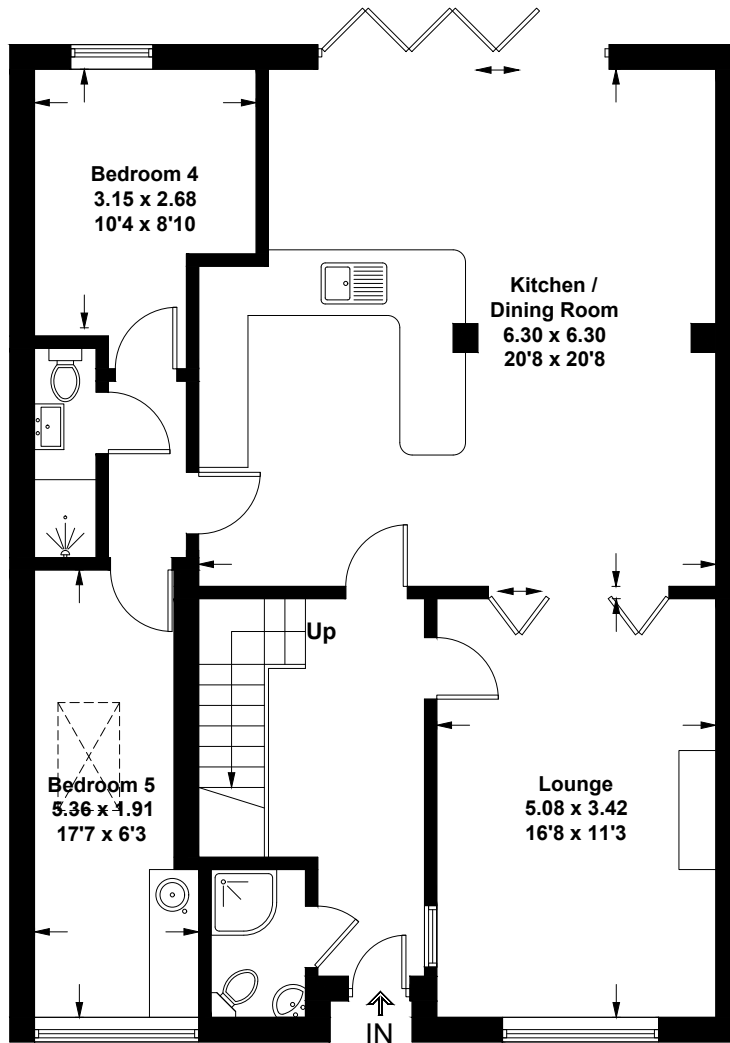 Bedroom 4
3.15 x 2.68
10'4 x 8'10
Kitchen /
Dining Room
6.30 x 6.30
20'8 x 20'8
Up
Bedroom 5
5.36 x 1.91
17'7 x 6'3
Lounge
5.08 x 3.42
16'8 x 11'3
IN